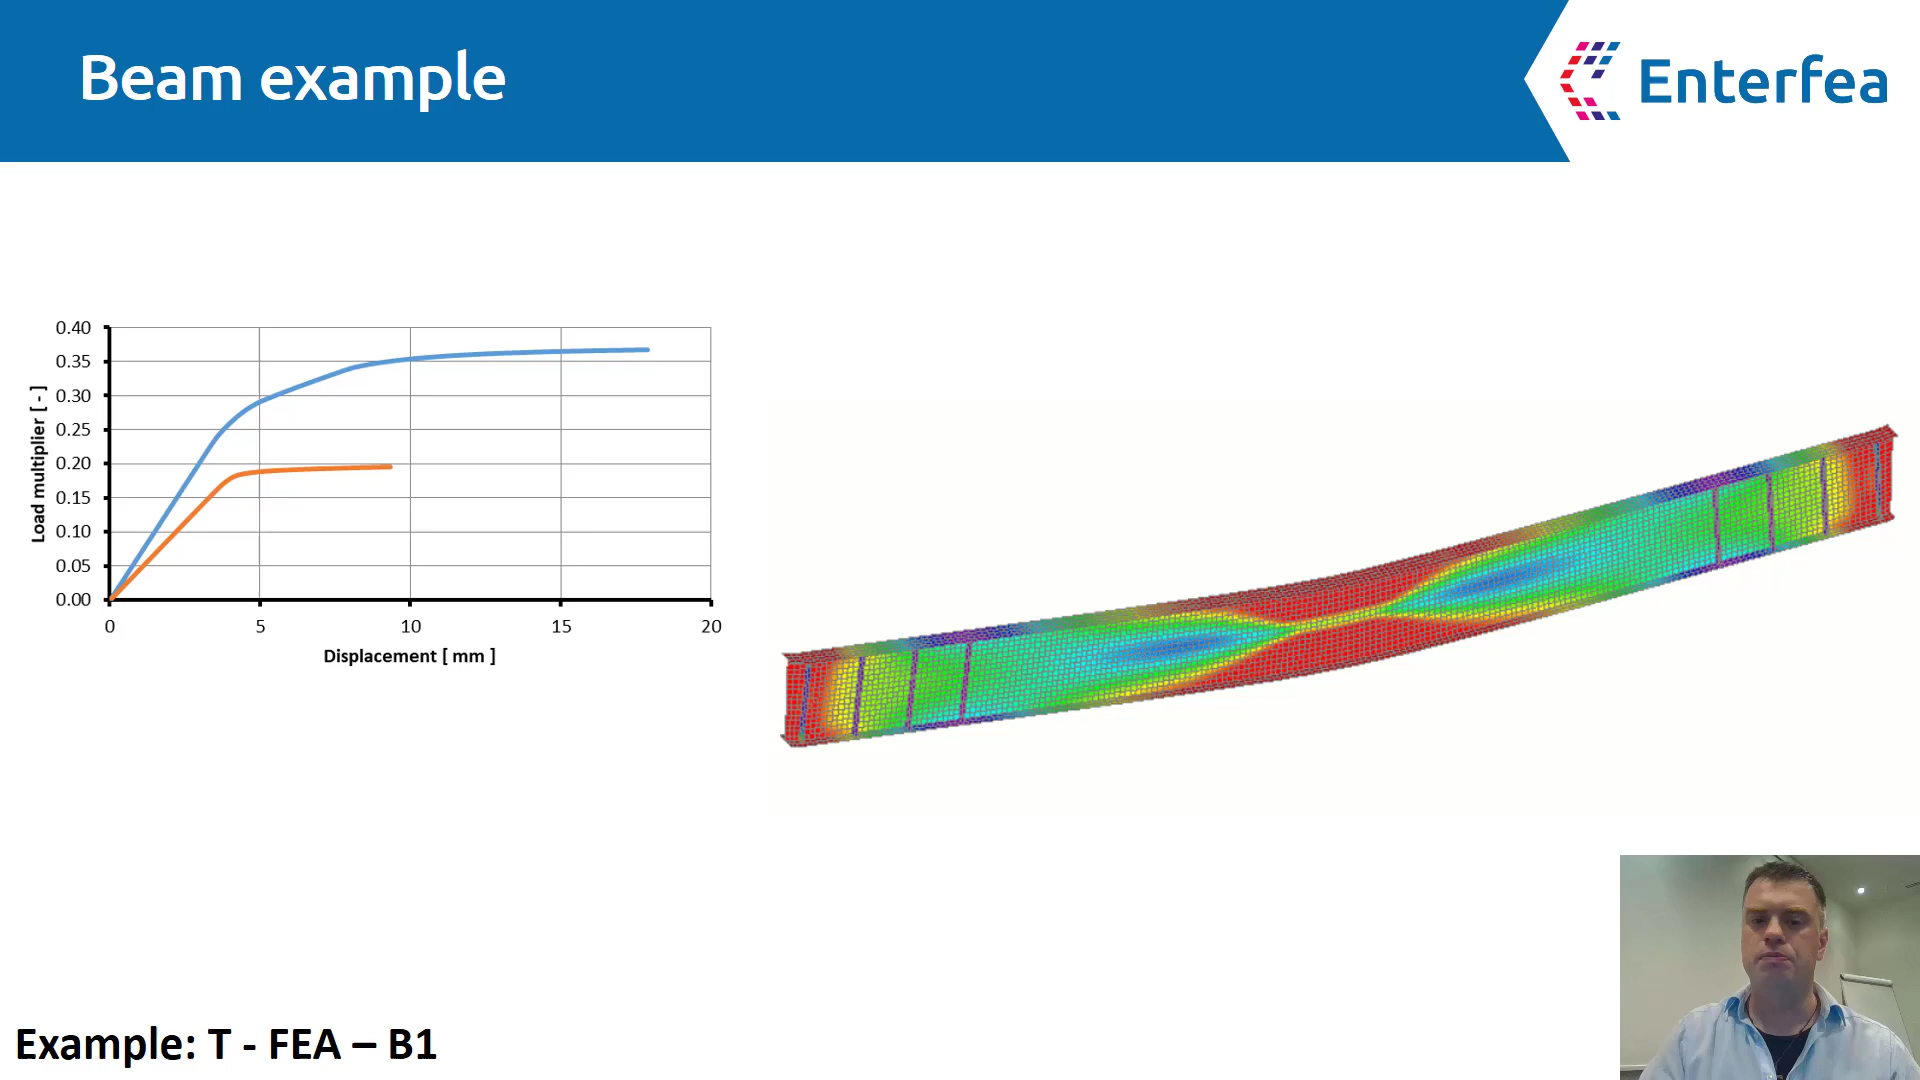 Beam example
Enterfea
0.40
0.35
0.30
0.25
0.20
0.15
0.10
0.05
0.00
Load multiplier [ - ]
0 5 10 15 20
Displacement [ mm ]
Example: T - FEA – B1